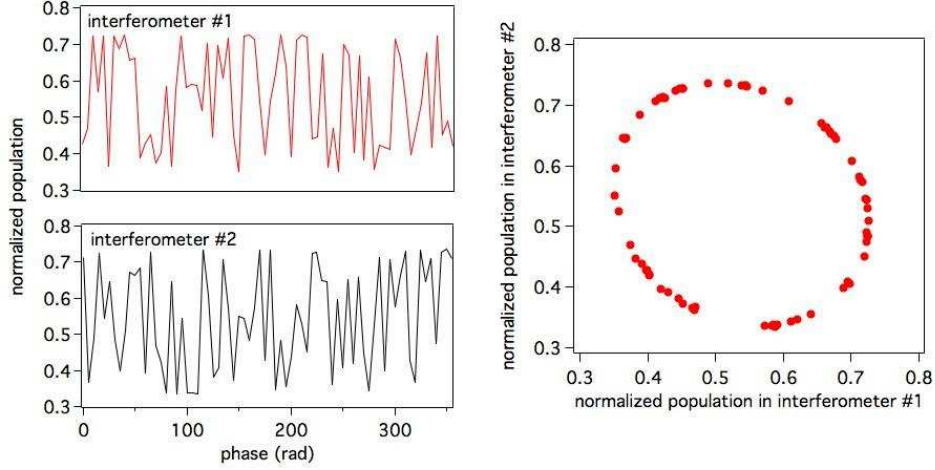 0.8
interferometer #1
0.7
0.6
0.5
0.4
0.3
normalized population
0.8
interferometer #2
0.7
0.6
0.5
0.4
0.3
0 100 200 300
phase (rad)
normalized population in interferometer #2
0.8
0.7
0.6
0.5
0.4
0.3
0.3 0.4 0.5 0.6 0.7 0.8
normalized population in interferometer #1